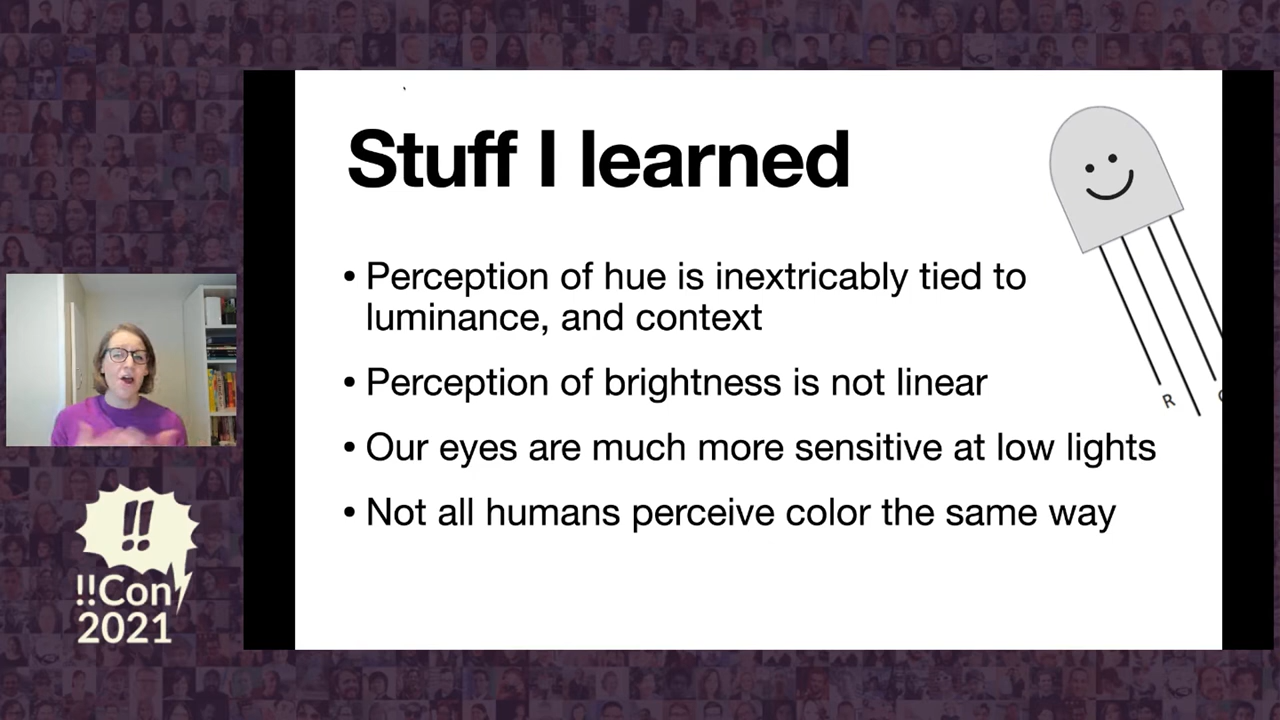 Stuff I learned
• Perception of hue is inextricably tied to
luminance, and context
• Perception of brightness is not linear
• Our eyes are much more sensitive at low lights
• Not all humans perceive color the same way
R
!!
!!Con
2021